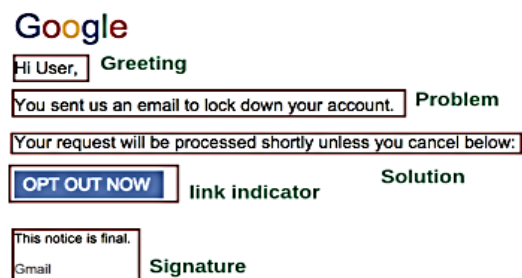 Google
Hi User, Greeting
You sent us an email to lock down your account. Problem
Your request will be processed shortly unless you cancel below:
Solution
OPT OUT NOW link indicator
This notice is final.
Gmail Signature